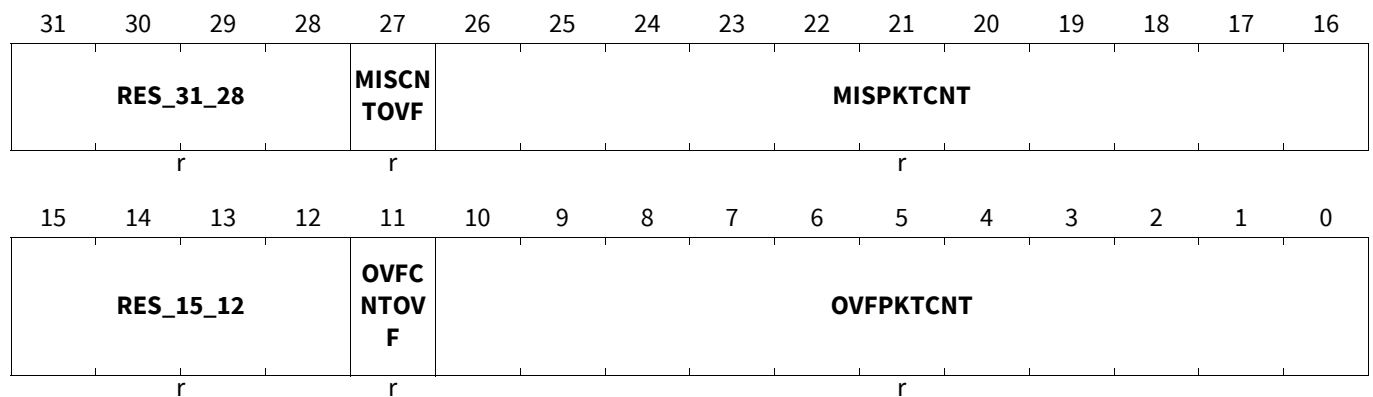 31 30 29 28 27 26 25 24 23 22 21 20 19 18 17 16
RES_31_28 MISCN TOVF MISPKTCNT
r r r
15 14 13 12 11 10 9 8 7 6 5 4 3 2 1 0
RES_15_12 OVFC NTOV F OVFPKTCNT
r r r